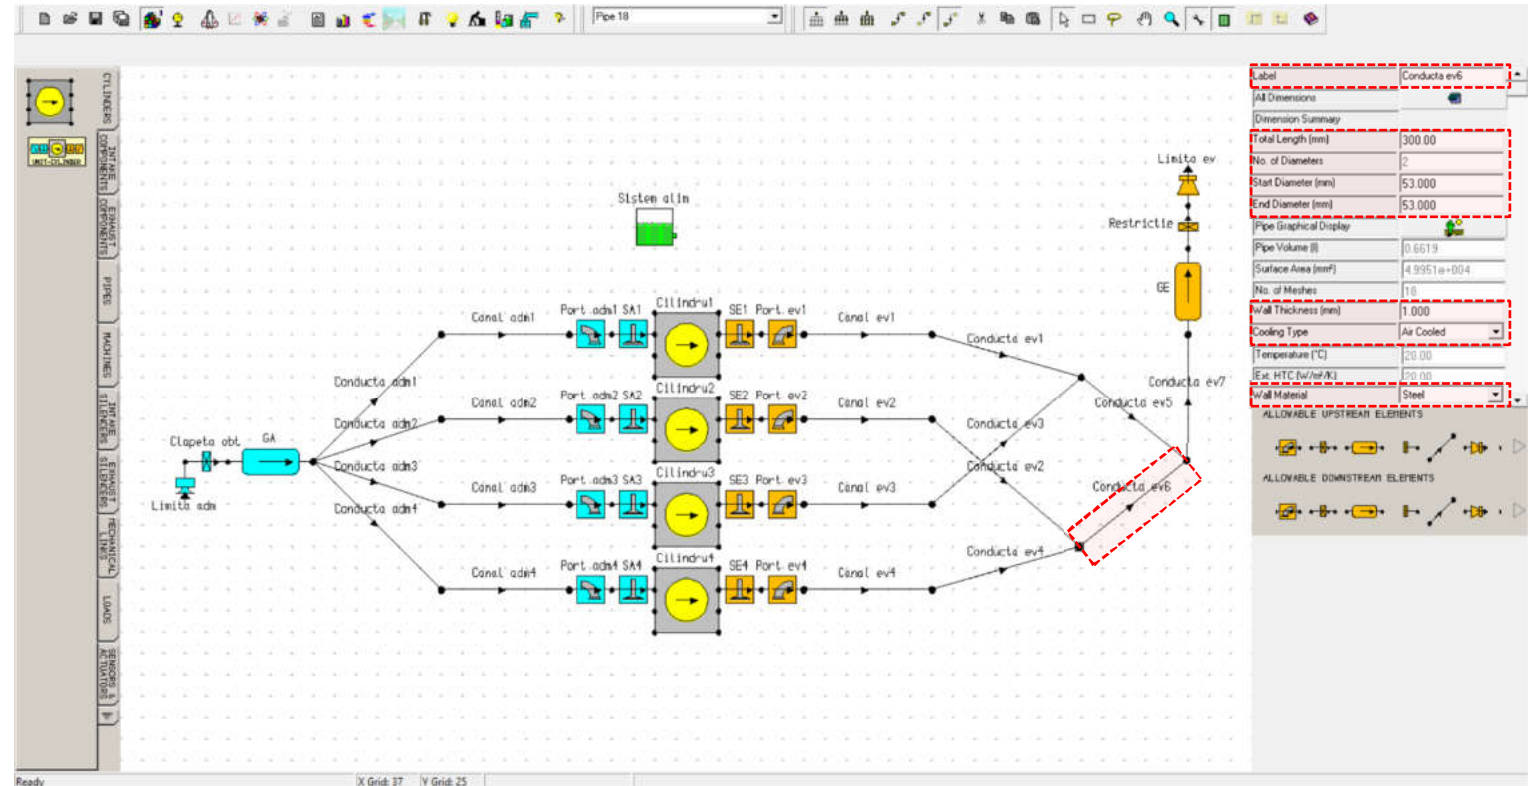 Pipe 18
CYLINDERS
UNIT-CYLINDER
INTAKE COMPONENTS
EXHAUST COMPONENTS
PIPES
MACHINES
INTAKE SILENCERS
EXHAUST SILENCERS
MECHANICAL LINKS
LOADS
SENSORS & ACTUATORS
Limita ev
Sistem alim
Restrictie
GE
Canal adm1
Port adm1 SA1
Cilindru1
SE1 Port ev1
Canal ev1
Conducta ev1
Conducta adm1
Conducta ev7
Canal adm2
Port adm2 SA2
Cilindru2
SE2 Port ev2
Canal ev2
Conducta ev5
Conducta adm2
Conducta ev3
Clapeta obt
GA
Conducta adm3
Conducta ev2
Canal adm3
Port adm3 SA3
Cilindru3
SE3 Port ev3
Canal ev3
Conducta ev6
Limita adm
Conducta adm4
Conducta ev4
Canal adm4
Port adm4 SA4
Cilindru4
SE4 Port ev4
Canal ev4
Label Conducta ev6
All Dimensions
Dimension Summary
Total Length (mm) 300.00
No. of Diameters 2
Start Diameter (mm) 53.000
End Diameter (mm) 53.000
Pipe Graphical Display
Pipe Volume (l) 0.6619
Surface Area (mm²) 4.9951e+004
No. of Meshes 16
Wall Thickness (mm) 1.000
Cooling Type Air Cooled
Temperature (°C) 20.00
Ext. HTC (W/m²/K) 20.00
Wall Material Steel
ALLOWABLE UPSTREAM ELEMENTS
ALLOWABLE DOWNSTREAM ELEMENTS
Ready
X Grid: 37 Y Grid: 25